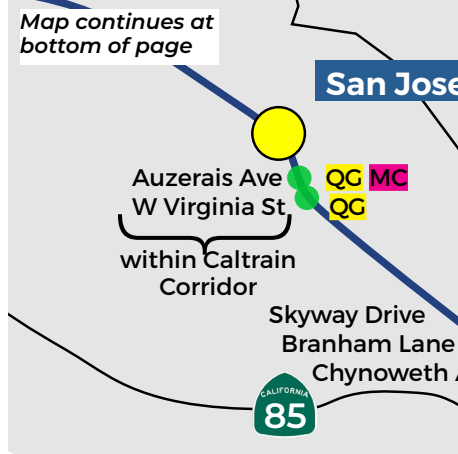 Map continues at
bottom of page
San Jose
Auzerais Ave QG MC
W Virginia St QG
within Caltrain
Corridor
Skyway Drive
Branham Lane
Chynoweth
CALIFORNIA
85